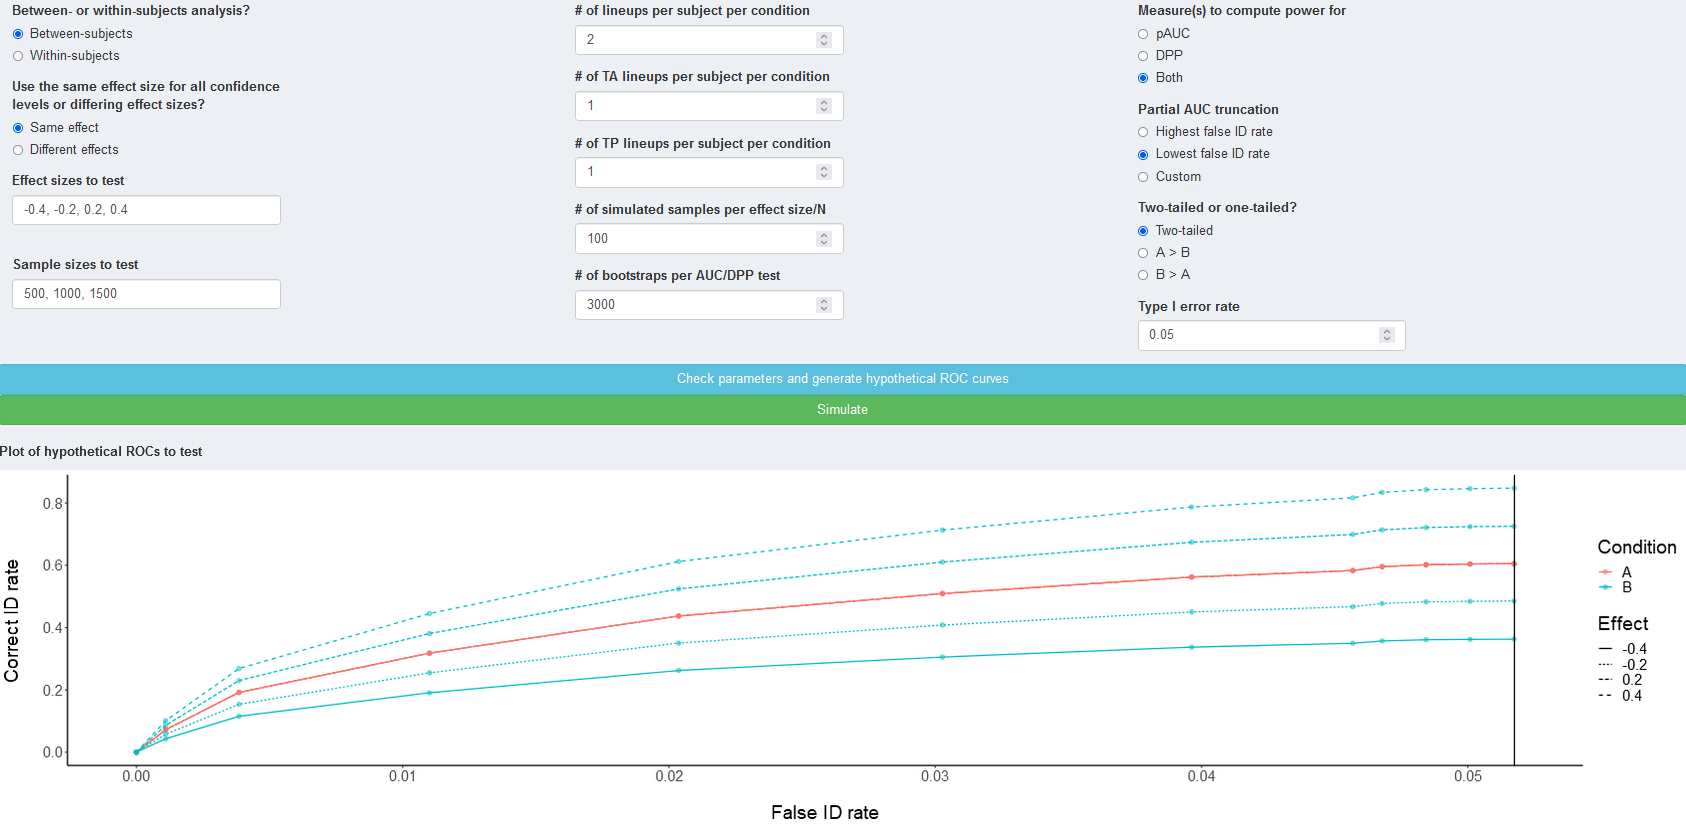 Between- or within-subjects analysis?
Between-subjects
Within-subjects
Use the same effect size for all confidence
levels or differing effect sizes?
Same effect
Different effects
Effect sizes to test
-0.4, -0.2, 0.2, 0.4
Sample sizes to test
500, 1000, 1500
# of lineups per subject per condition
2
# of TA lineups per subject per condition
1
# of TP lineups per subject per condition
1
# of simulated samples per effect size/N
100
# of bootstraps per AUC/DPP test
3000
Measure(s) to compute power for
pAUC
DPP
Both
Partial AUC truncation
Highest false ID rate
Lowest false ID rate
Custom
Two-tailed or one-tailed?
Two-tailed
A > B
B > A
Type I error rate
0.05
Check parameters and generate hypothetical ROC curves
Simulate
Plot of hypothetical ROCs to test
Correct ID rate
0.8
0.6
0.4
0.2
0.0
0.00
0.01
0.02
0.03
0.04
0.05
False ID rate
Condition
A
B
Effect
-0.4
-0.2
0.2
0.4